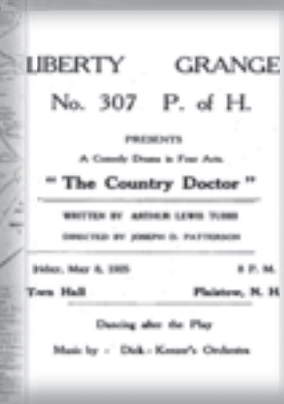 LIBERTY GRANGE
No. 307 P. of H.
PRESENTS
A Comedy Drama in Four Acts.
" The Country Doctor "
WRITTEN BY ARTHUR LEWIS TUBBS
DIRECTED BY JOSEPH D. PATTERSON
Friday, May 8, 1925 8 P. M.
Town Hall Plaistow, N. H.
Dancing after the Play
Music by - Dick - Orchestra